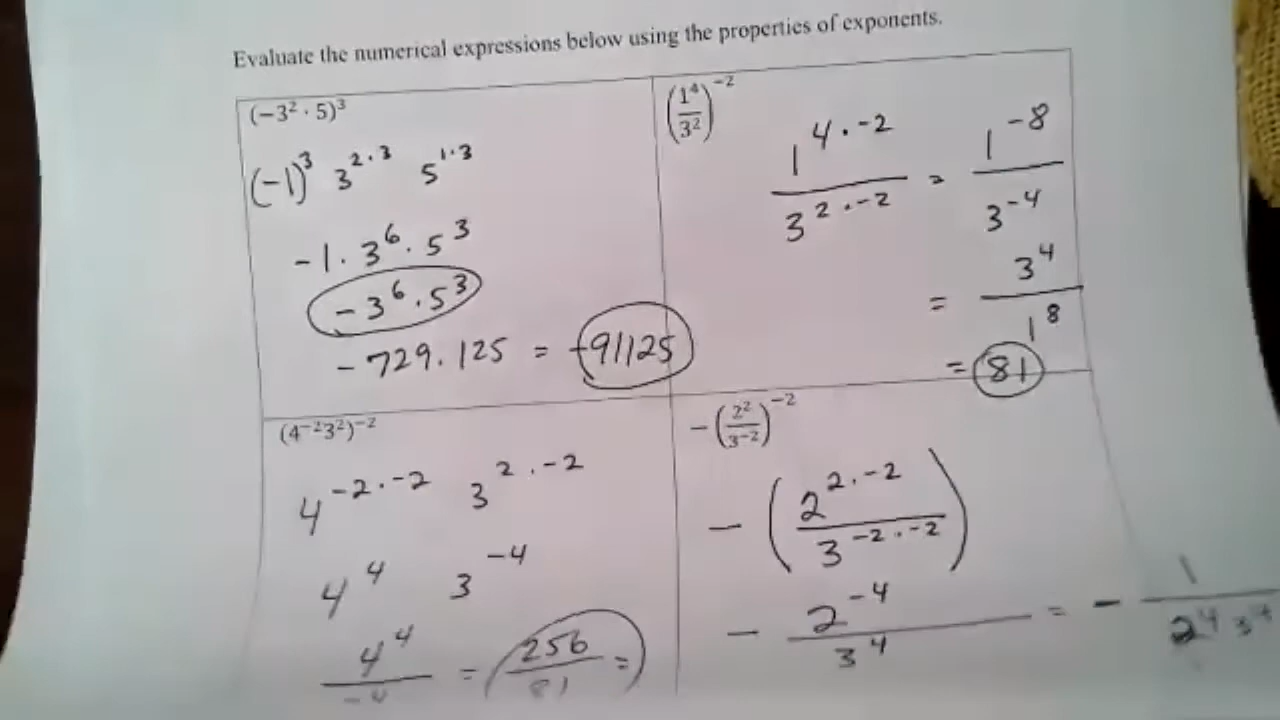 Evaluate the numerical expressions below using the properties of exponents.
(−3² · 5)³
(-1)³ 3^{2·3} 5^{1·3}
-1 · 3⁶ · 5³
-3⁶ · 5³
-729 · 125 = -91125
(1⁴/3²)⁻²
1^{4·-2}/3^{2·-2} = 1⁻⁸/3⁻⁴
= 3⁴/1⁸
= 81
(4⁻²3²)⁻²
4^{-2·-2} 3^{2·-2}
4⁴ 3⁻⁴
4⁴ = 256/81 =
−(2²/3⁻²)⁻²
-(2^{2·-2}/3^{-2·-2})
-2⁻⁴/3⁴ = -1/2⁴3⁴